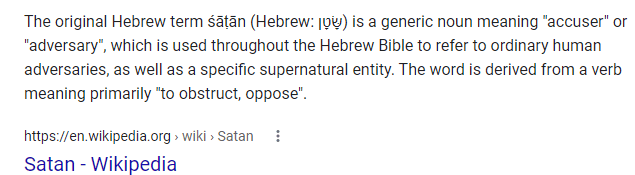 The original Hebrew term śāṭān (Hebrew: שָׂטָן) is a generic noun meaning "accuser" or
"adversary", which is used throughout the Hebrew Bible to refer to ordinary human
adversaries, as well as a specific supernatural entity. The word is derived from a verb
meaning primarily "to obstruct, oppose".
https://en.wikipedia.org › wiki › Satan
Satan - Wikipedia